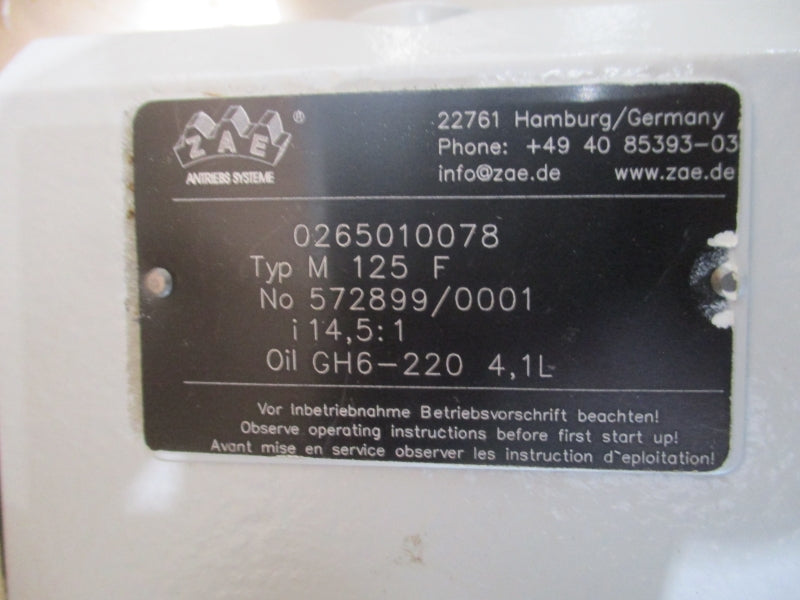 ZAE ®
ANTRIEBS SYSTEME
22761 Hamburg/Germany
Phone: +49 40 85393-03
info@zae.de www.zae.de
0265010078
Typ M 125 F
No 572899/0001
i 14,5:1
Oil GH6-220 4,1L
Vor Inbetriebnahme Betriebsvorschrift beachten!
Observe operating instructions before first start up!
Avant mise en service observer les instruction d`eploitation!